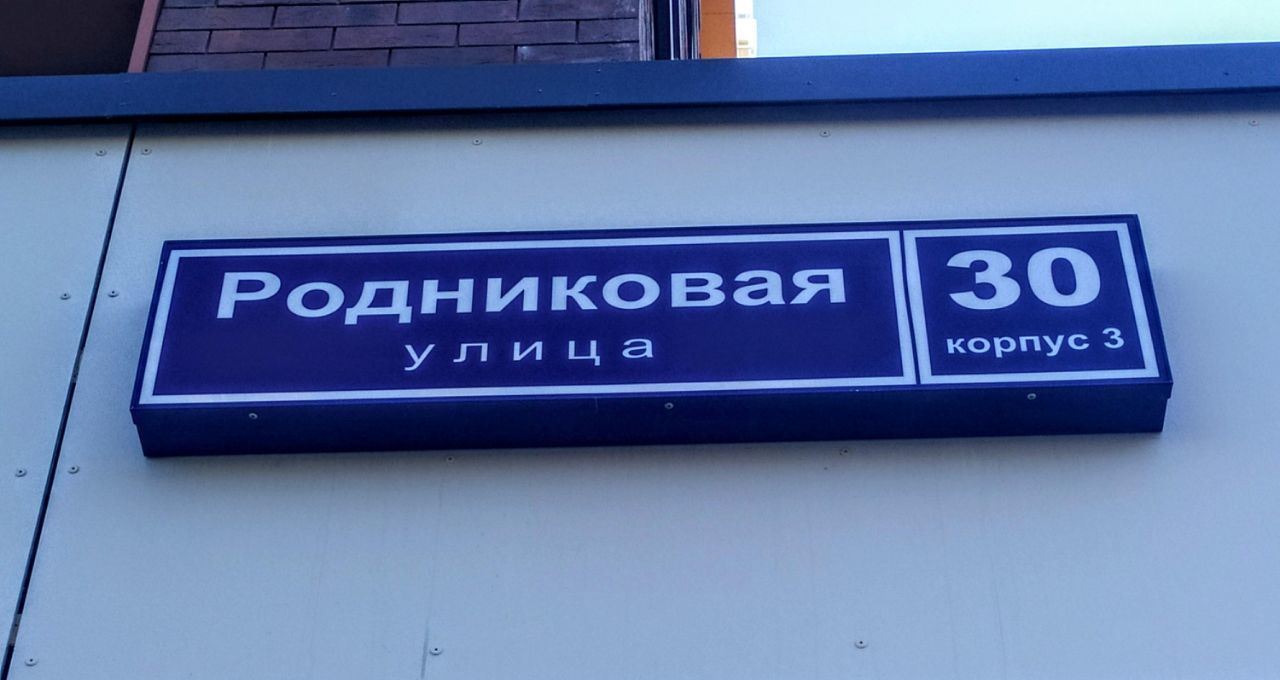 Родниковая
улица
30
корпус 3